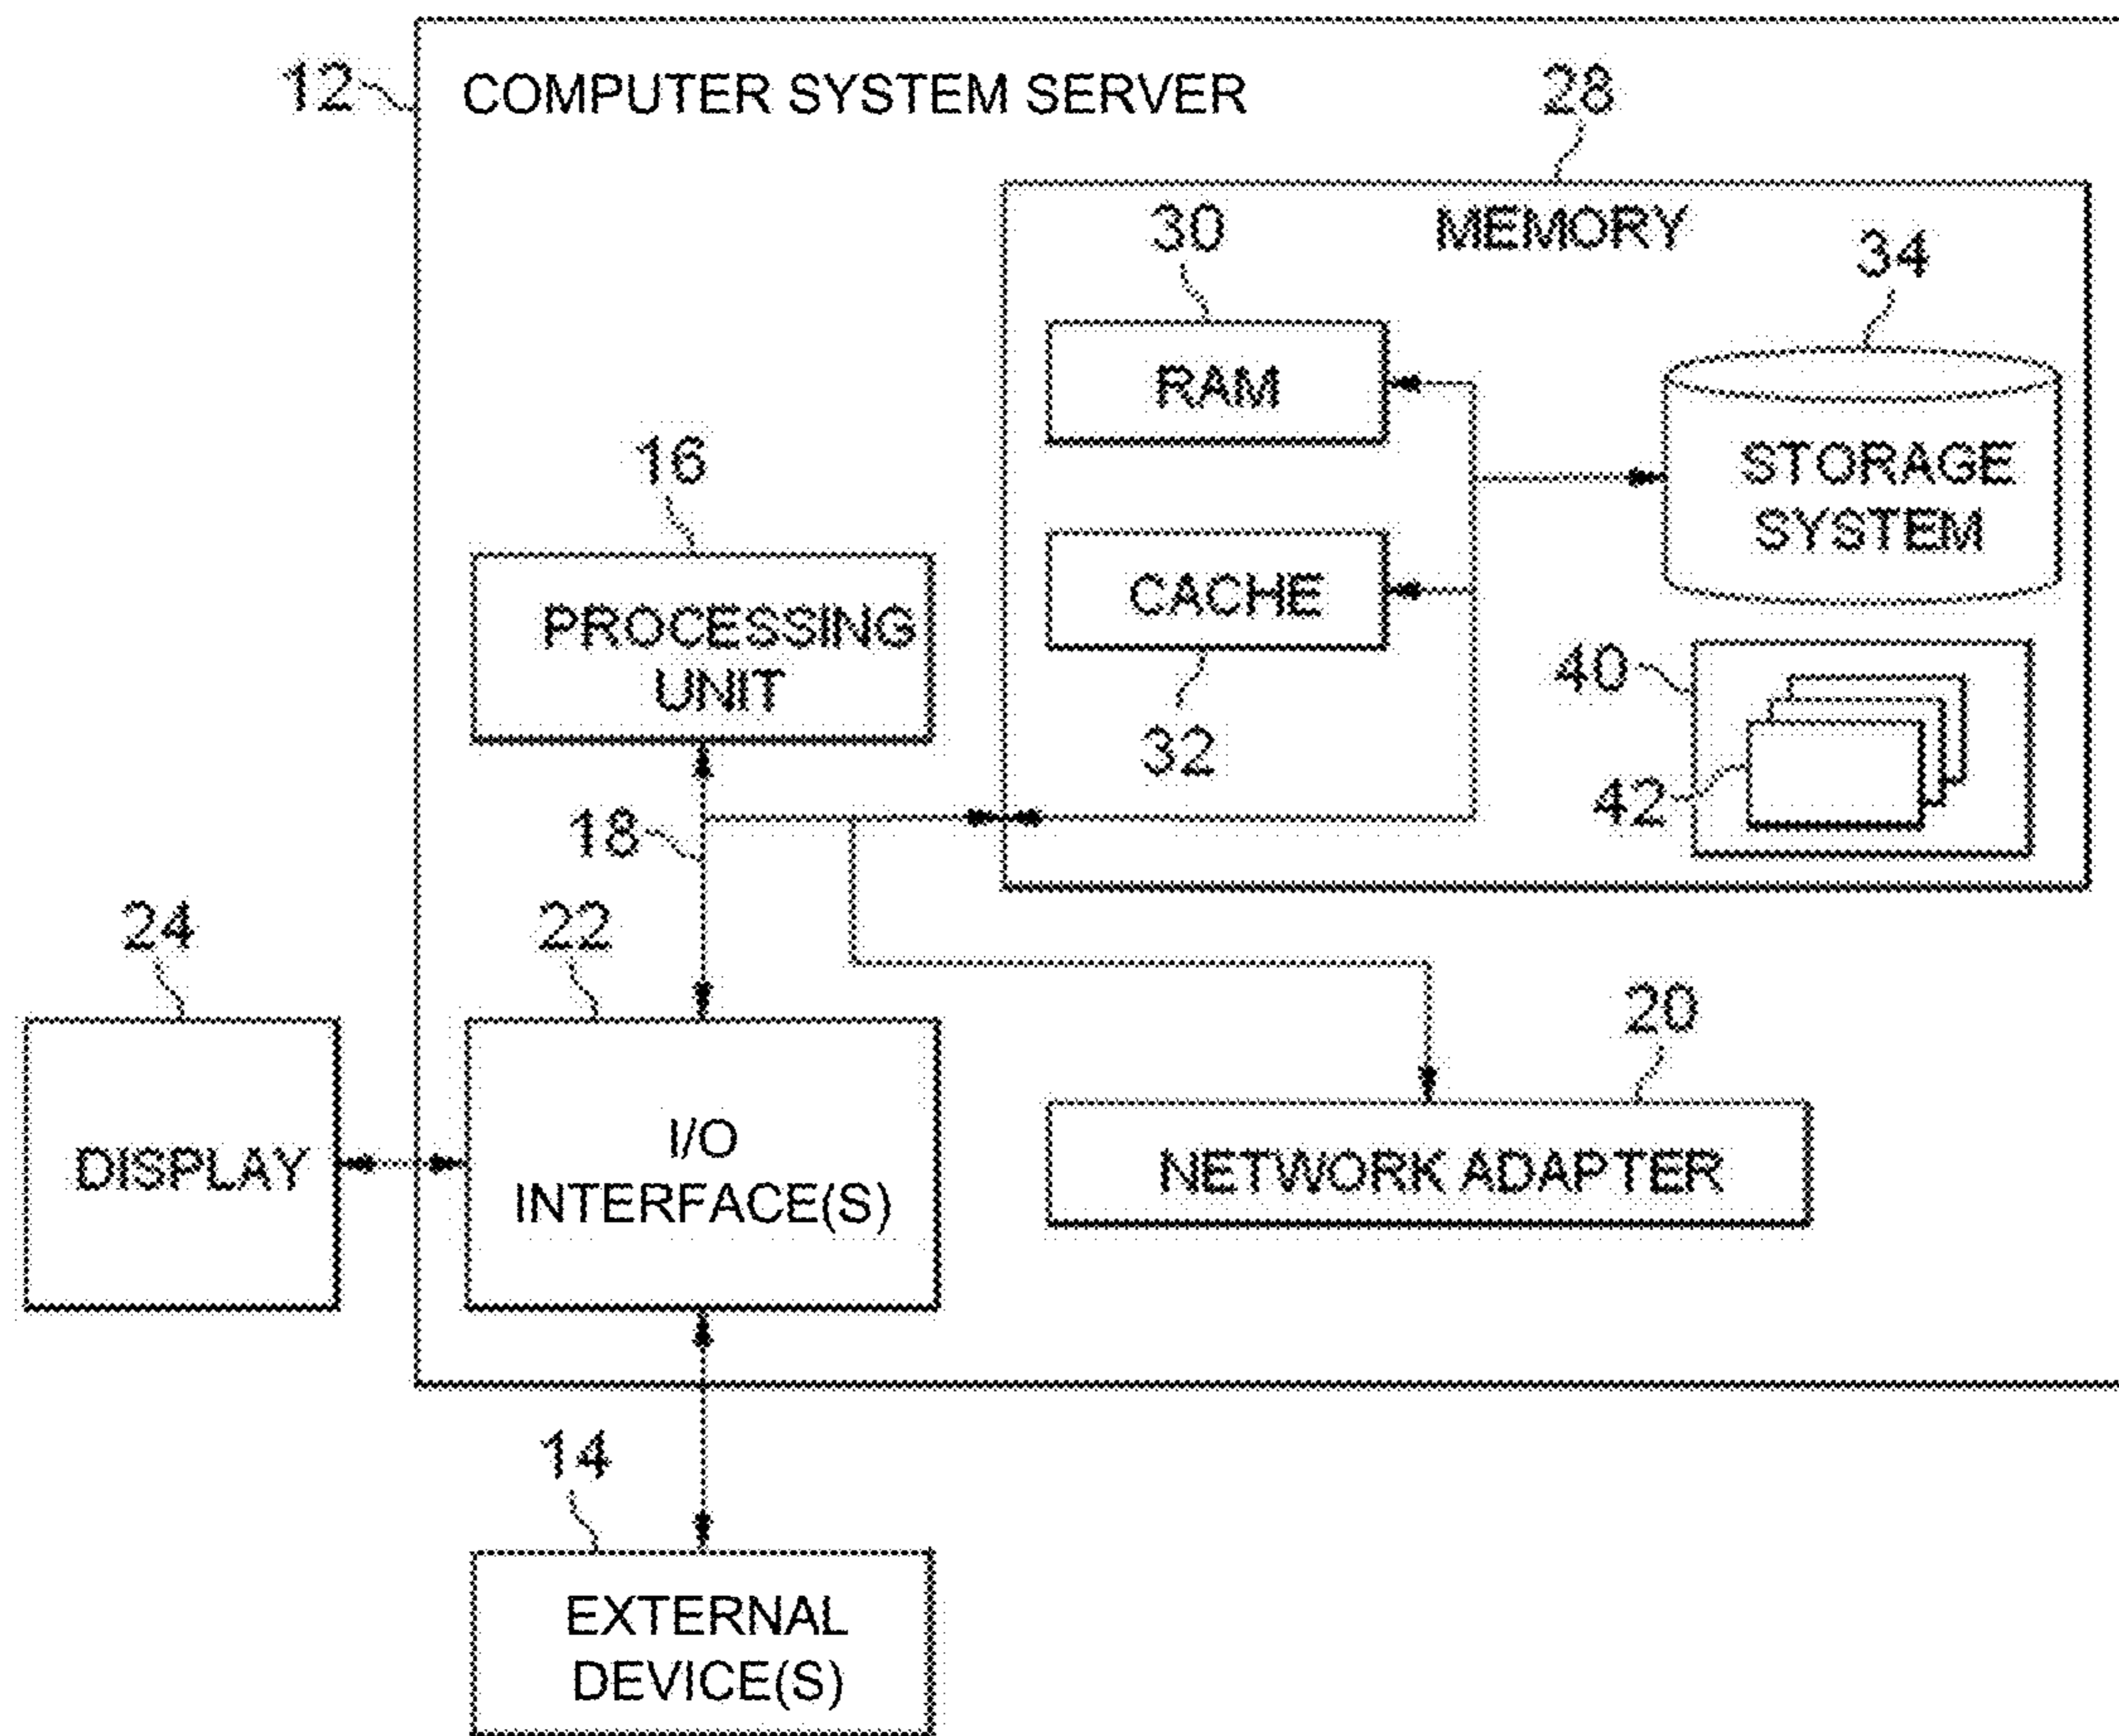 12
COMPUTER SYSTEM SERVER
28
MEMORY
30
34
RAM
STORAGE
SYSTEM
16
CACHE
PROCESSING
UNIT
32
40
42
18
24
22
20
DISPLAY
I/O
INTERFACE(S)
NETWORK ADAPTER
14
EXTERNAL
DEVICE(S)